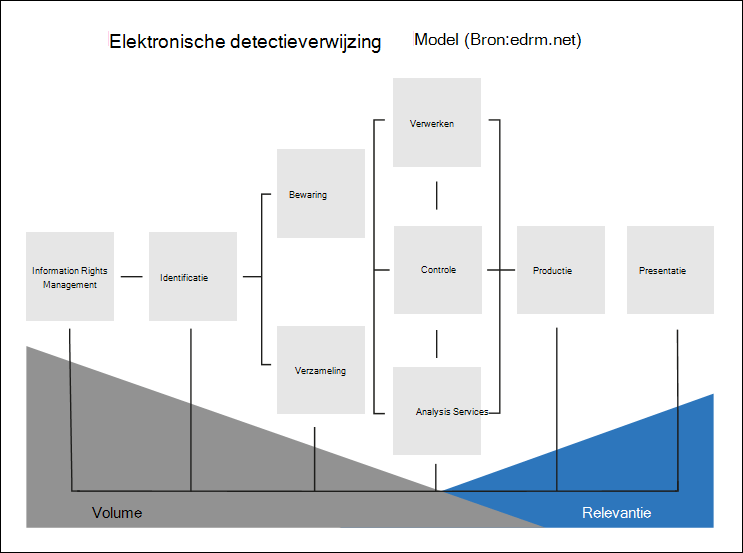 Elektronische detectieverwijzing Model (Bron:edrm.net)
Verwerken
Bewaring
Information Rights
Management
Identificatie
Controle
Productie
Presentatie
Verzameling
Analysis Services
Volume
Relevantie